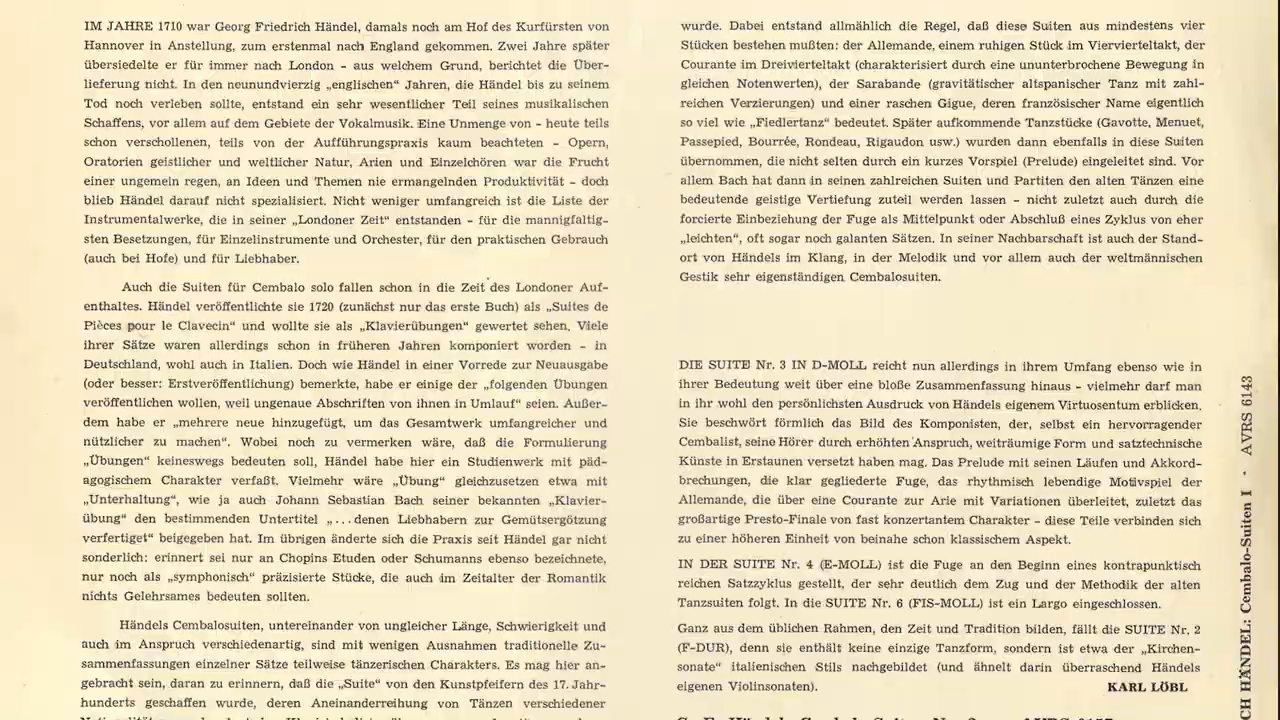 IM JAHRE 1710 war Georg Friedrich Händel, damals noch am Hof des Kurfürsten von
Hannover in Anstellung, zum erstenmal nach England gekommen. Zwei Jahre später
übersiedelte er für immer nach London – aus welchem Grund, berichtet die Über-
lieferung nicht. In den neunundvierzig „englischen“ Jahren, die Händel bis zu seinem
Tod noch verleben sollte, entstand ein sehr wesentlicher Teil seines musikalischen
Schaffens, vor allem auf dem Gebiete der Vokalmusik. Eine Unmenge von – heute teils
schon verschollenen, teils von der Aufführungspraxis kaum beachteten – Opern,
Oratorien geistlicher und weltlicher Natur, Arien und Einzelchören war die Frucht
einer ungemein regen, an Ideen und Themen nie ermangelnden Produktivität – doch
blieb Händel darauf nicht spezialisiert. Nicht weniger umfangreich ist die Liste der
Instrumentalwerke, die in seiner „Londoner Zeit“ entstanden – für die mannigfaltig-
sten Besetzungen, für Einzelinstrumente und Orchester, für den praktischen Gebrauch
(auch bei Hofe) und für Liebhaber.
Auch die Suiten für Cembalo solo fallen schon in die Zeit des Londoner Auf-
enthaltes. Händel veröffentlichte sie 1720 (zunächst nur das erste Buch) als „Suites de
Pièces pour le Clavecin“ und wollte sie als „Klavierübungen“ gewertet sehen. Viele
ihrer Sätze waren allerdings schon in früheren Jahren komponiert worden – in
Deutschland, wohl auch in Italien. Doch wie Händel in einer Vorrede zur Neuausgabe
(oder besser: Erstveröffentlichung) bemerkte, habe er einige der „folgenden Übungen
veröffentlichen wollen, weil ungenaue Abschriften von ihnen in Umlauf“ seien. Außer-
dem habe er „mehrere neue hinzugefügt, um das Gesamtwerk umfangreicher und
nützlicher zu machen“. Wobei noch zu vermerken wäre, daß die Formulierung
„Übungen“ keineswegs bedeuten soll, Händel habe hier ein Studienwerk mit päd-
agogischem Charakter verfaßt. Vielmehr wäre „Übung“ gleichzusetzen etwa mit
„Unterhaltung“, wie ja auch Johann Sebastian Bach seiner bekannten „Klavier-
übung“ den bestimmenden Untertitel „... denen Liebhabern zur Gemütsergötzung
verfertiget“ beigegeben hat. Im übrigen änderte sich die Praxis seit Händel gar nicht
sonderlich: erinnert sei nur an Chopins Etuden oder Schumanns ebenso bezeichnete,
nur noch als „symphonisch“ präzisierte Stücke, die auch im Zeitalter der Romantik
nichts Gelehrsames bedeuten sollten.
Händels Cembalosuiten, untereinander von ungleicher Länge, Schwierigkeit und
auch im Anspruch verschiedenartig, sind mit wenigen Ausnahmen traditionelle Zu-
sammenfassungen einzelner Sätze teilweise tänzerischen Charakters. Es mag hier an-
gebracht sein, daran zu erinnern, daß die „Suite“ von den Kunstpfeifern des 17. Jahr-
hunderts geschaffen wurde, deren Aneinanderreihung von Tänzen verschiedener
wurde. Dabei entstand allmählich die Regel, daß diese Suiten aus mindestens vier
Stücken bestehen mußten: der Allemande, einem ruhigen Stück im Vierviertaltakt, der
Courante im Dreivierteltakt (charakterisiert durch eine ununterbrochene Bewegung in
gleichen Notenwerten), der Sarabande (gravitätischer altspanischer Tanz mit zahl-
reichen Verzierungen) und einer raschen Gigue, deren französischer Name eigentlich
so viel wie „Fiedlertanz“ bedeutet. Später aufkommende Tanzstücke (Gavotte, Menuet,
Passepied, Bourrée, Rondeau, Rigaudon usw.) wurden dann ebenfalls in diese Suiten
übernommen, die nicht selten durch ein kurzes Vorspiel (Prelude) eingeleitet sind. Vor
allem Bach hat dann in seinen zahlreichen Suiten und Partiten den alten Tänzen eine
bedeutende geistige Vertiefung zuteil werden lassen – nicht zuletzt auch durch die
forcierte Einbeziehung der Fuge als Mittelpunkt oder Abschluß eines Zyklus von eher
„leichten“, oft sogar noch galanten Sätzen. In seiner Nachbarschaft ist auch der Stand-
ort von Händels im Klang, in der Melodik und vor allem auch der weltmännischen
Gestik sehr eigenständigen Cembalosuiten.
DIE SUITE Nr. 3 IN D-MOLL reicht nun allerdings in ihrem Umfang ebenso wie in
ihrer Bedeutung weit über eine bloße Zusammenfassung hinaus – vielmehr darf man
in ihr wohl den persönlichsten Ausdruck von Händels eigenem Virtuosentum erblicken.
Sie beschwört förmlich das Bild des Komponisten, der, selbst ein hervorragender
Cembalist, seine Hörer durch erhöhten Anspruch, weiträumige Form und satztechnische
Künste in Erstaunen versetzt haben mag. Das Prelude mit seinen Läufen und Akkord-
brechungen, die klar gegliederte Fuge, das rhythmisch lebendige Motivspiel der
Allemande, die über eine Courante zur Arie mit Variationen überleitet, zuletzt das
großartige Presto-Finale von fast konzertantem Charakter – diese Teile verbinden sich
zu einer höheren Einheit von beinahe schon klassischem Aspekt.
IN DER SUITE Nr. 4 (E-MOLL) ist die Fuge an den Beginn eines kontrapunktisch
reichen Satzzyklus gestellt, der sehr deutlich dem Zug und der Methodik der alten
Tanzsuiten folgt. In die SUITE Nr. 6 (FIS-MOLL) ist ein Largo eingeschlossen.
Ganz aus dem üblichen Rahmen, den Zeit und Tradition bilden, fällt die SUITE Nr. 2
(F-DUR), denn sie enthält keine einzige Tanzform, sondern ist etwa der „Kirchen-
sonate“ italienischen Stils nachgebildet (und ähnelt darin überraschend Händels
eigenen Violinsonaten).
KARL LÖBL
CH HÄNDEL: Cembalo-Suiten I · AVRS 6143